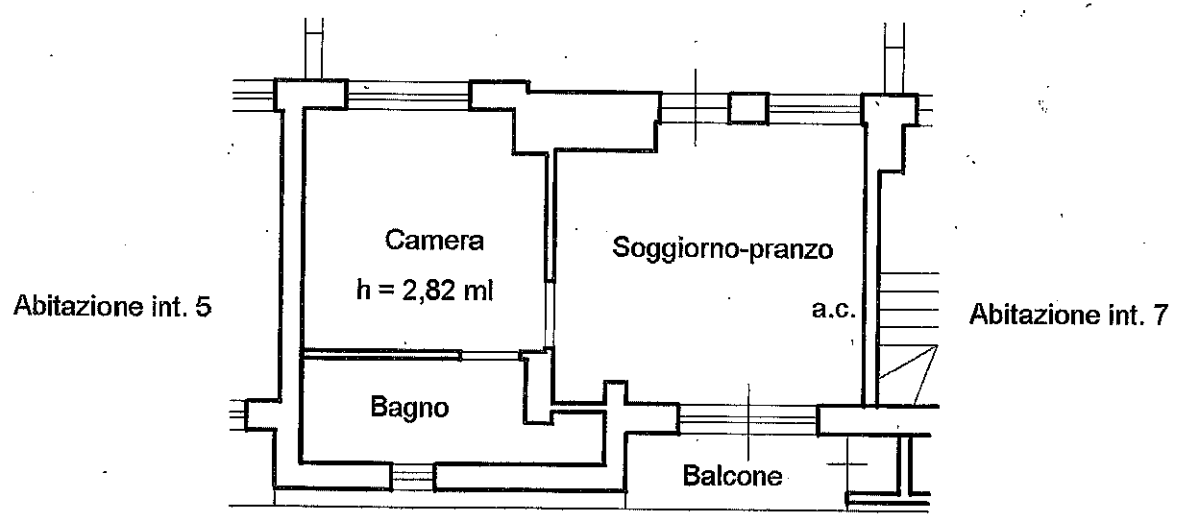 Camera
Soggiorno-pranzo
h = 2,82 ml
Abitazione int. 5
a.c.
Abitazione int. 7
Bagno
Balcone